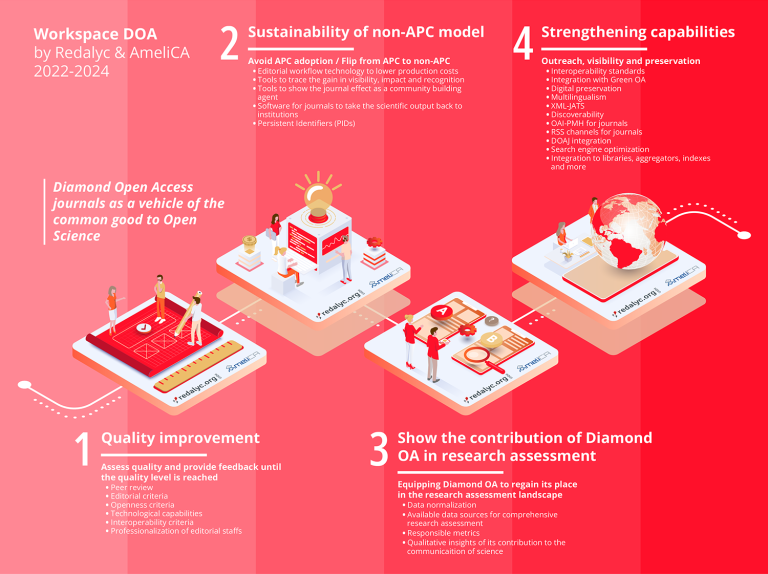 Workspace DOA
by Redalyc & AmeliCA
2022-2024
Diamond Open Access
journals as a vehicle of the
common good to Open
Science
1
Quality improvement
Assess quality and provide feedback until
the quality level is reached
• Peer review
• Editorial criteria
• Openness criteria
• Technological capabilities
• Interoperability criteria
• Professionalization of editorial staffs
2
Sustainability of non-APC model
Avoid APC adoption / Flip from APC to non-APC
• Editorial workflow technology to lower production costs
• Tools to trace the gain in visibility, impact and recognition
• Tools to show the journal effect as a community building
agent
• Software for journals to take the scientific output back to
institutions
• Persistent Identifiers (PIDs)
3
Show the contribution of Diamond
OA in research assessment
Equipping Diamond OA to regain its place
in the research assessment landscape
• Data normalization
• Available data sources for comprehensive
research assessment
• Responsible metrics
• Qualitative insights of its contribution to the
communicaition of science
4
Strengthening capabilities
Outreach, visibility and preservation
• Interoperability standards
• Integration with Green OA
• Digital preservation
• Multilingualism
• XML-JATS
• Discoverability
• OAI-PMH for journals
• RSS channels for journals
• DOAJ integration
• Search engine optimization
• Integration to libraries, aggregators, indexes
and more
redalyc.org
AmeliCA
redalyc.org
AmeliCA
A
B
redalyc.org
AmeliCA
redalyc.org
AmeliCA